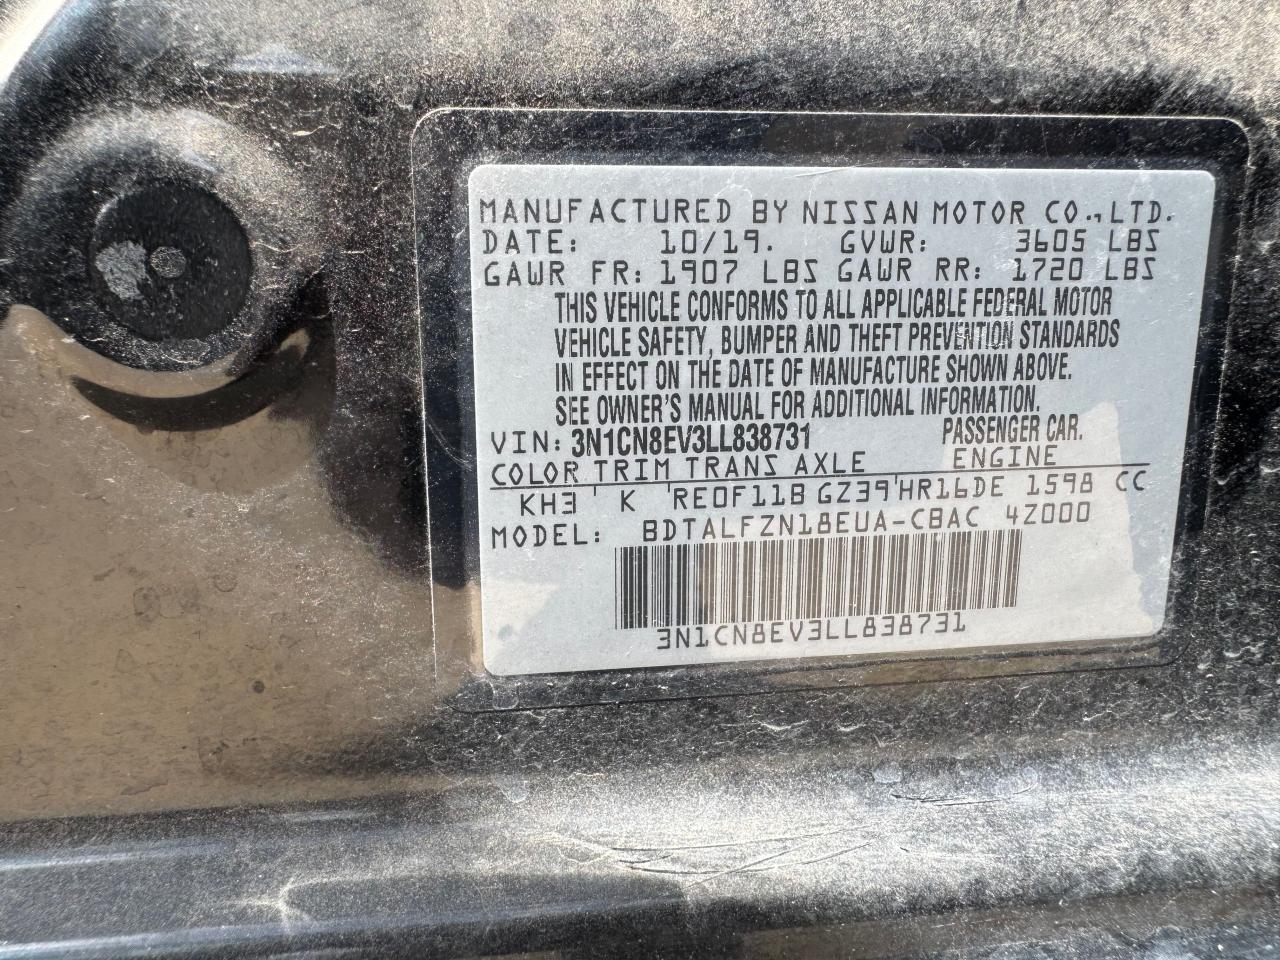 MANUFACTURED BY NISSAN MOTOR CO.,LTD.
DATE: 10/19. GVWR: 3605 LBS
GAWR FR: 1907 LBS GAWR RR: 1720 LBS
THIS VEHICLE CONFORMS TO ALL APPLICABLE FEDERAL MOTOR
VEHICLE SAFETY, BUMPER AND THEFT PREVENTION STANDARDS
IN EFFECT ON THE DATE OF MANUFACTURE SHOWN ABOVE.
SEE OWNER'S MANUAL FOR ADDITIONAL INFORMATION.
VIN: 3N1CN8EV3LL838731 PASSENGER CAR.
COLOR TRIM TRANS AXLE ENGINE
KH3 K RE0F11B GZ39 HR16DE 1598 CC
MODEL: BDTALFZN18EUA-CBAC 4Z000
3N1CN8EV3LL838731